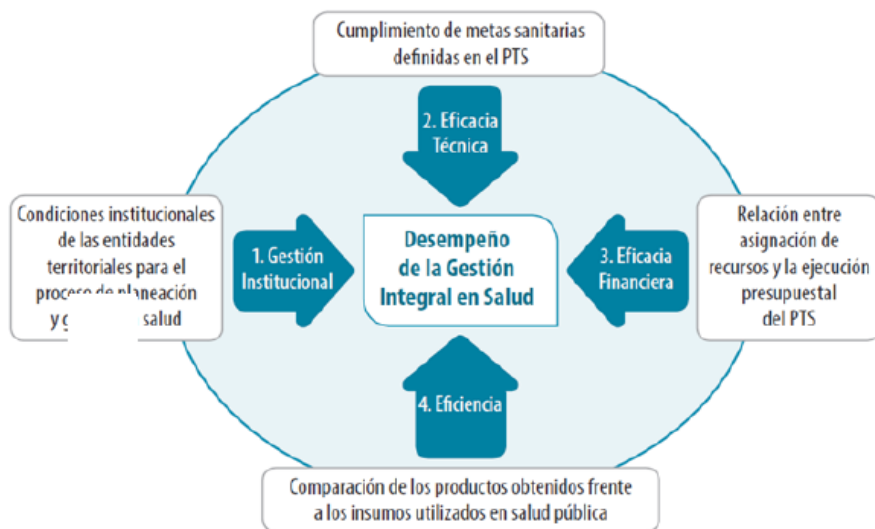 Cumplimiento de metas sanitarias
definidas en el PTS
2. Eficacia
Técnica
Condiciones institucionales
de las entidades
territoriales para el
proceso de planeación
y salud
1. Gestión
Institucional
Desempeño
de la Gestión
Integral en Salud
3. Eficacia
Financiera
Relación entre
asignación de
recursos y la ejecución
presupuestal
del PTS
4. Eficiencia
Comparación de los productos obtenidos frente
a los insumos utilizados en salud pública